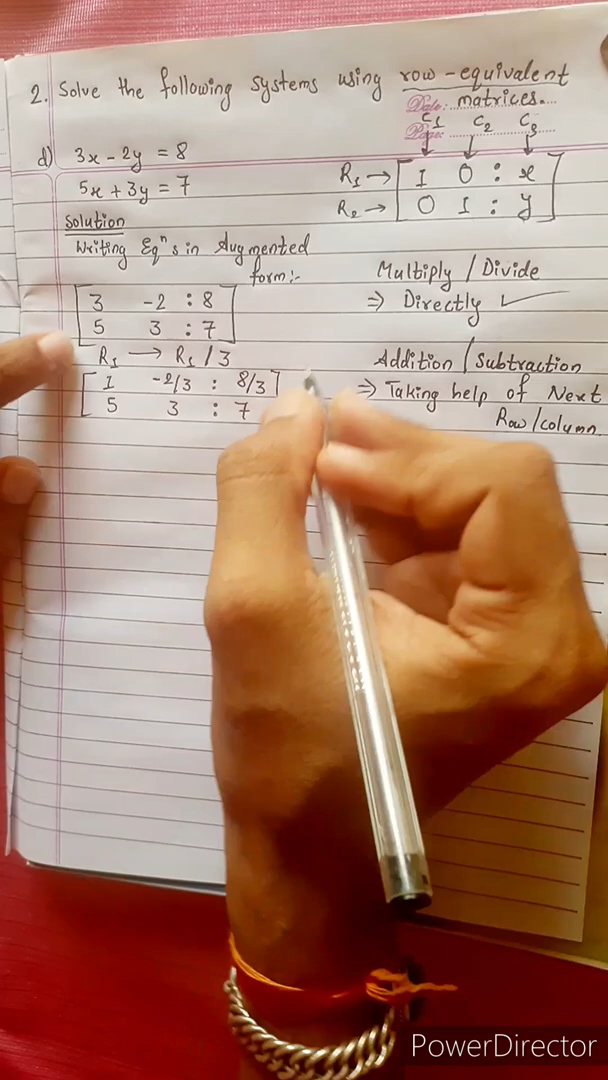 2. Solve the following systems using row-equivalent
matrices.
Date:
Page:
C1 C2 C3
d) 3x - 2y = 8
5x + 3y = 7
R1 → [ 1 0 : x
R2 → 0 1 : y ]
Solution
Writing Eqⁿs in Augmented
form:-
[ 3 -2 : 8
5 3 : 7 ]
R1 → R1 / 3
[ 1 -2/3 : 8/3
5 3 : 7 ]
Multiply / Divide
⇒ Directly ✓
Addition / Subtraction
⇒ Taking help of Next
Row/column
PowerDirector